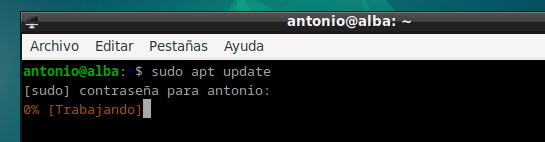 antonio@alba: ~
Archivo Editar Pestañas Ayuda
antonio@alba:~$ sudo apt update
[sudo] contraseña para antonio:
0% [Trabajando]